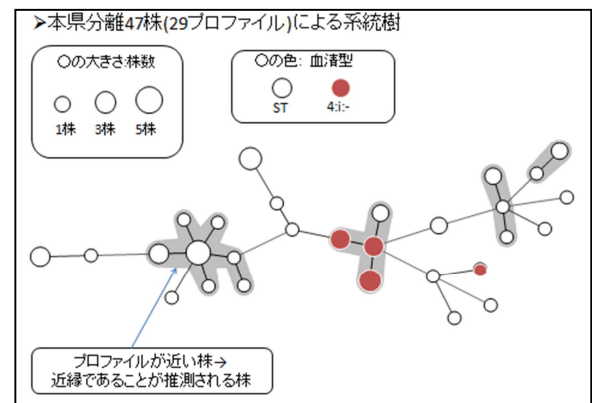 ➢本県分離47株(29プロファイル)による系統樹
〇の大きさ:株数
1株 3株 5株
〇の色: 血清型
ST 4:i:-
プロファイルが近い株→
近縁であることが推測される株